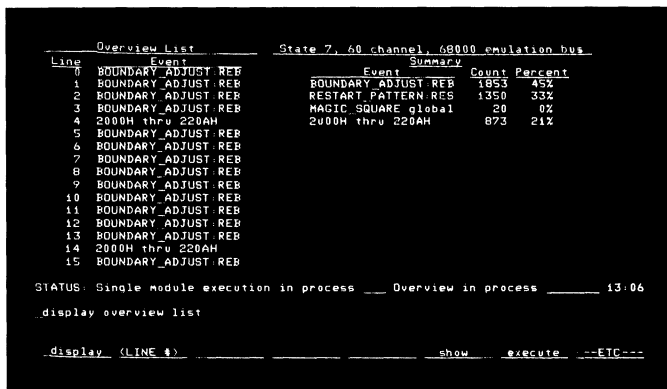 Overview List State 7, 60 channel, 68000 emulation bus
Line Event Summary
0 BOUNDARY_ADJUST:REB Event Count Percent
1 BOUNDARY_ADJUST:REB BOUNDARY_ADJUST:REB 1853 45%
2 BOUNDARY_ADJUST:REB RESTART_PATTERN:RES 1350 33%
3 BOUNDARY_ADJUST:REB MAGIC_SQUARE global 20 0%
4 2000H thru 220AH 2000H thru 220AH 873 21%
5 BOUNDARY_ADJUST:REB
6 BOUNDARY_ADJUST:REB
7 BOUNDARY_ADJUST:REB
8 BOUNDARY_ADJUST:REB
9 BOUNDARY_ADJUST:REB
10 BOUNDARY_ADJUST:REB
11 BOUNDARY_ADJUST:REB
12 BOUNDARY_ADJUST:REB
13 BOUNDARY_ADJUST:REB
14 2000H thru 220AH
15 BOUNDARY_ADJUST:REB
STATUS: Single module execution in process ___ Overview in process ______ 13:06
_display overview list
display (LINE #) show execute ---ETC---